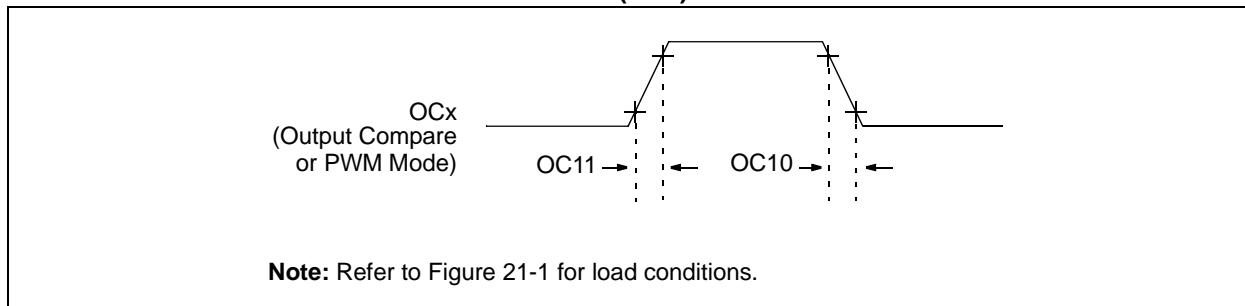 OCx
(Output Compare
or PWM Mode)
OC11
OC10
Note: Refer to Figure 21-1 for load conditions.